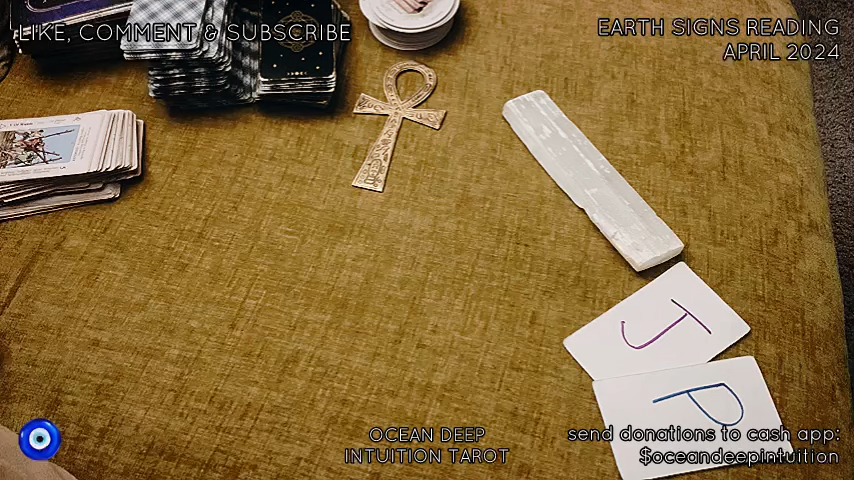 LIKE, COMMENT & SUBSCRIBE
EARTH SIGNS READING
APRIL 2024
J
P
OCEAN DEEP
INTUITION TAROT
send donations to cash app:
$oceandeepintuition